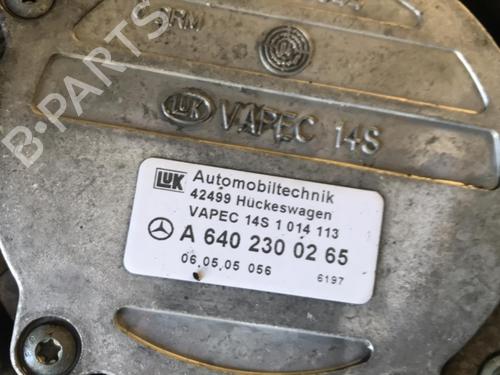 ORM
LUK VAPEC 14S
LUK Automobiltechnik
42499 Hückeswagen
VAPEC 14S 1 014 113
A 640 230 02 65
06.05.05 056 6197
B-PARTS